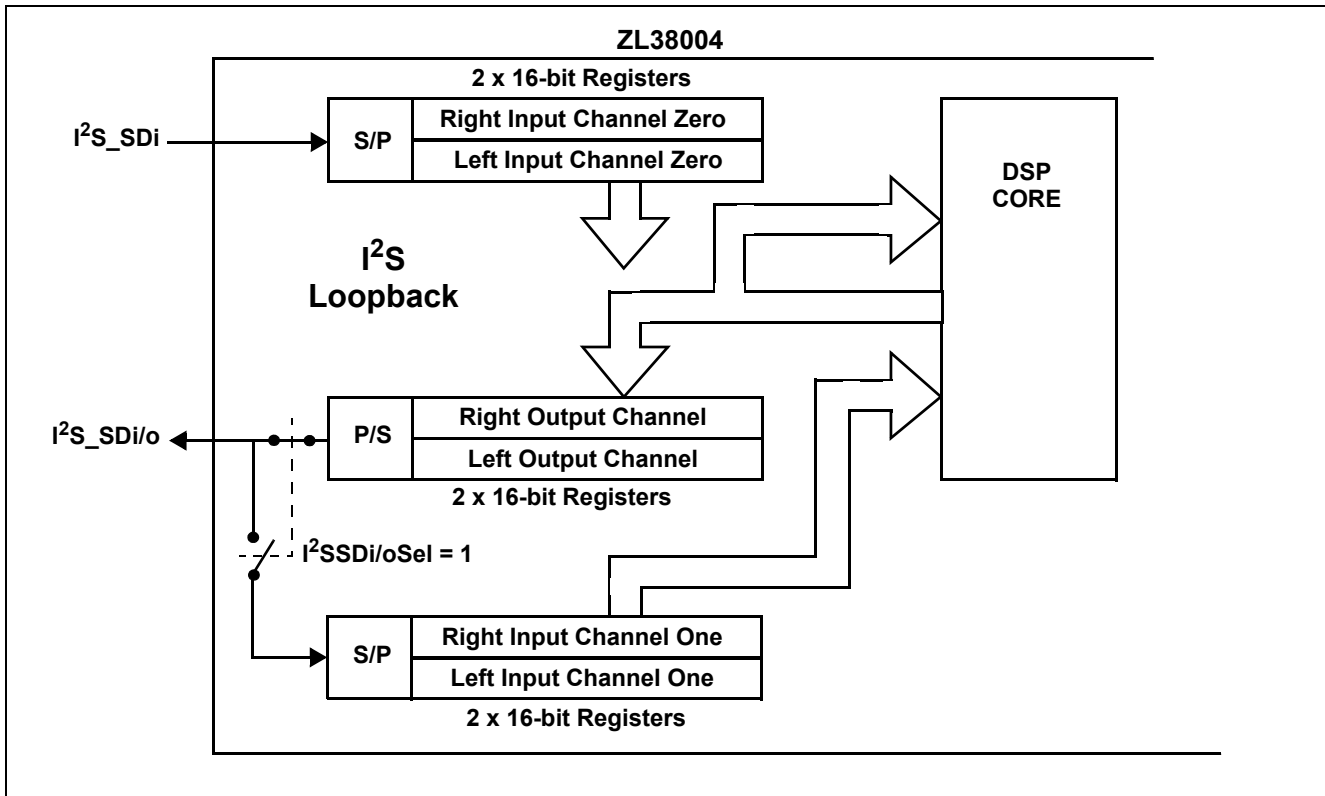 ZL38004
2 x 16-bit Registers
I²S_SDi
S/P
Right Input Channel Zero
Left Input Channel Zero
DSP
CORE
I²S
Loopback
I²S_SDi/o
P/S
Right Output Channel
Left Output Channel
2 x 16-bit Registers
I²SSDi/oSel = 1
S/P
Right Input Channel One
Left Input Channel One
2 x 16-bit Registers